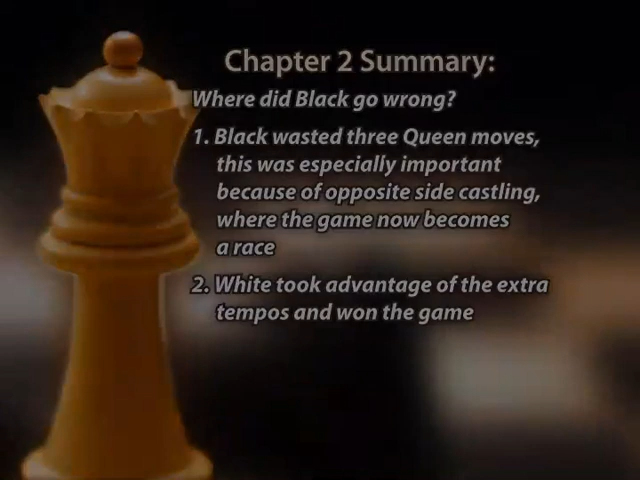 Chapter 2 Summary:
Where did Black go wrong?
1. Black wasted three Queen moves,
this was especially important
because of opposite side castling,
where the game now becomes
a race
2. White took advantage of the extra
tempos and won the game